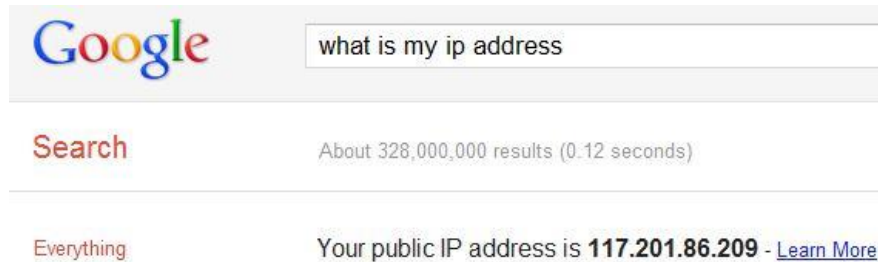 Google
what is my ip address
Search
About 328,000,000 results (0.12 seconds)
Everything
Your public IP address is 117.201.86.209 - Learn More